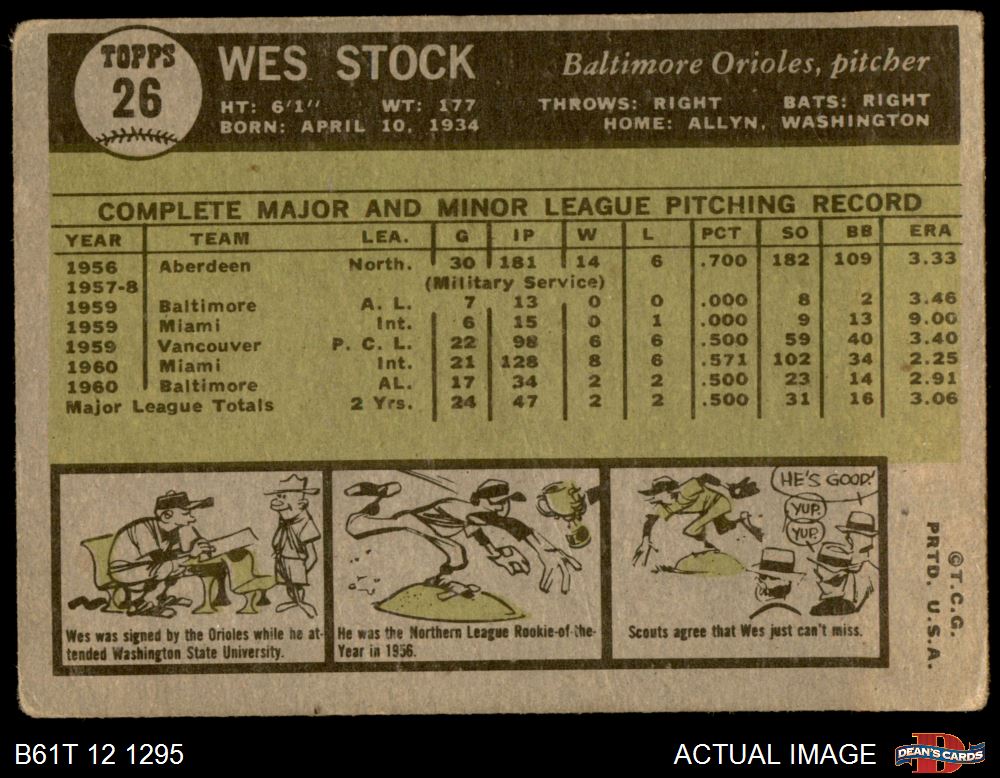 TOPPS
26
WES STOCK
Baltimore Orioles, pitcher
HT: 6'1" WT: 177 THROWS: RIGHT BATS: RIGHT
BORN: APRIL 10, 1934 HOME: ALLYN, WASHINGTON
COMPLETE MAJOR AND MINOR LEAGUE PITCHING RECORD
YEAR TEAM LEA. G IP W L PCT SO BB ERA
1956 Aberdeen North. 30 181 14 6 .700 182 109 3.33
1957-8 (Military Service)
1959 Baltimore A. L. 7 13 0 0 .000 8 2 3.46
1959 Miami Int. 6 15 0 1 .000 9 13 9.00
1959 Vancouver P. C. L. 22 98 6 6 .500 59 40 3.40
1960 Miami Int. 21 128 8 6 .571 102 34 2.25
1960 Baltimore AL. 17 34 2 2 .500 23 14 2.91
Major League Totals 2 Yrs. 24 47 2 2 .500 31 16 3.06
HE'S GOOD!
YUP.
YUP.
Wes was signed by the Orioles while he at-
tended Washington State University.
He was the Northern League Rookie-of-the-
Year in 1956.
Scouts agree that Wes just can't miss.
©T.C.G.
PRTD. U.S.A.
B61T 12 1295
ACTUAL IMAGE
D
DEAN'S CARDS